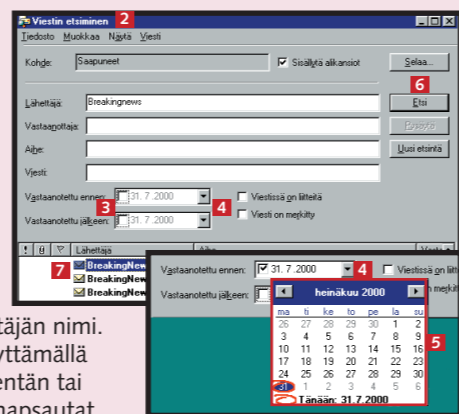 Viestin etsiminen 2
Tiedosto Muokkaa Näytä Viesti
Kohde: Saapuneet Sisällytä alikansiot Selaa...
6
Lähettäjä: Breakingnews Etsi
Vastaanottaja:
Aihe: Uusi etsintä
Viesti:
Vastaanotettu ennen: 31. 7.2000 Viestissä on liitteitä
3 4
Vastaanotettu jälkeen: 31. 7.2000 Viesti on merkitty
! Lähettäjä Aihe
7 BreakingNew
BreakingNew
BreakingNew
Vastaanotettu ennen: 31. 7.2000 4 Viestissä on liitt
Vastaanotettu jälkeen:
heinäkuu 2000
ma ti ke to pe la su
26 27 28 29 30 1 2
3 4 5 6 7 8 9
10 11 12 13 14 15 16
17 18 19 20 21 22 23
24 25 26 27 28 29 30
31 1 2 3 4 5 6
Tänään: 31.7.2000
5
täjän nimi.
yttämällä
entän tai
napsautat